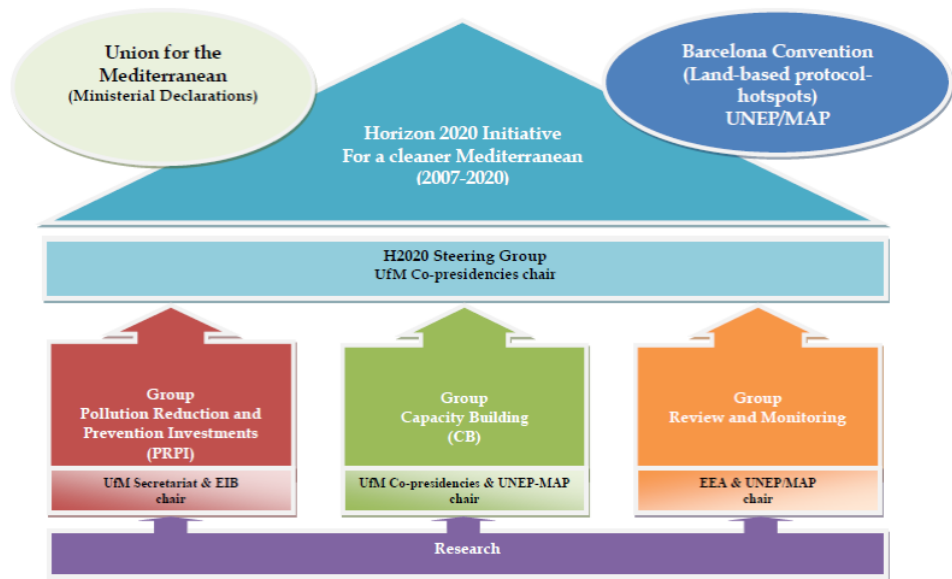 Union for the
Mediterranean
(Ministerial Declarations)
Barcelona Convention
(Land-based protocol-
hotspots)
UNEP/MAP
Horizon 2020 Initiative
For a cleaner Mediterranean
(2007-2020)
H2020 Steering Group
UfM Co-presidencies chair
Group
Pollution Reduction and
Prevention Investments
(PRPI)
UfM Secretariat & EIB
chair
Group
Capacity Building
(CB)
UfM Co-presidencies & UNEP-MAP
chair
Group
Review and Monitoring
EEA & UNEP/MAP
chair
Research